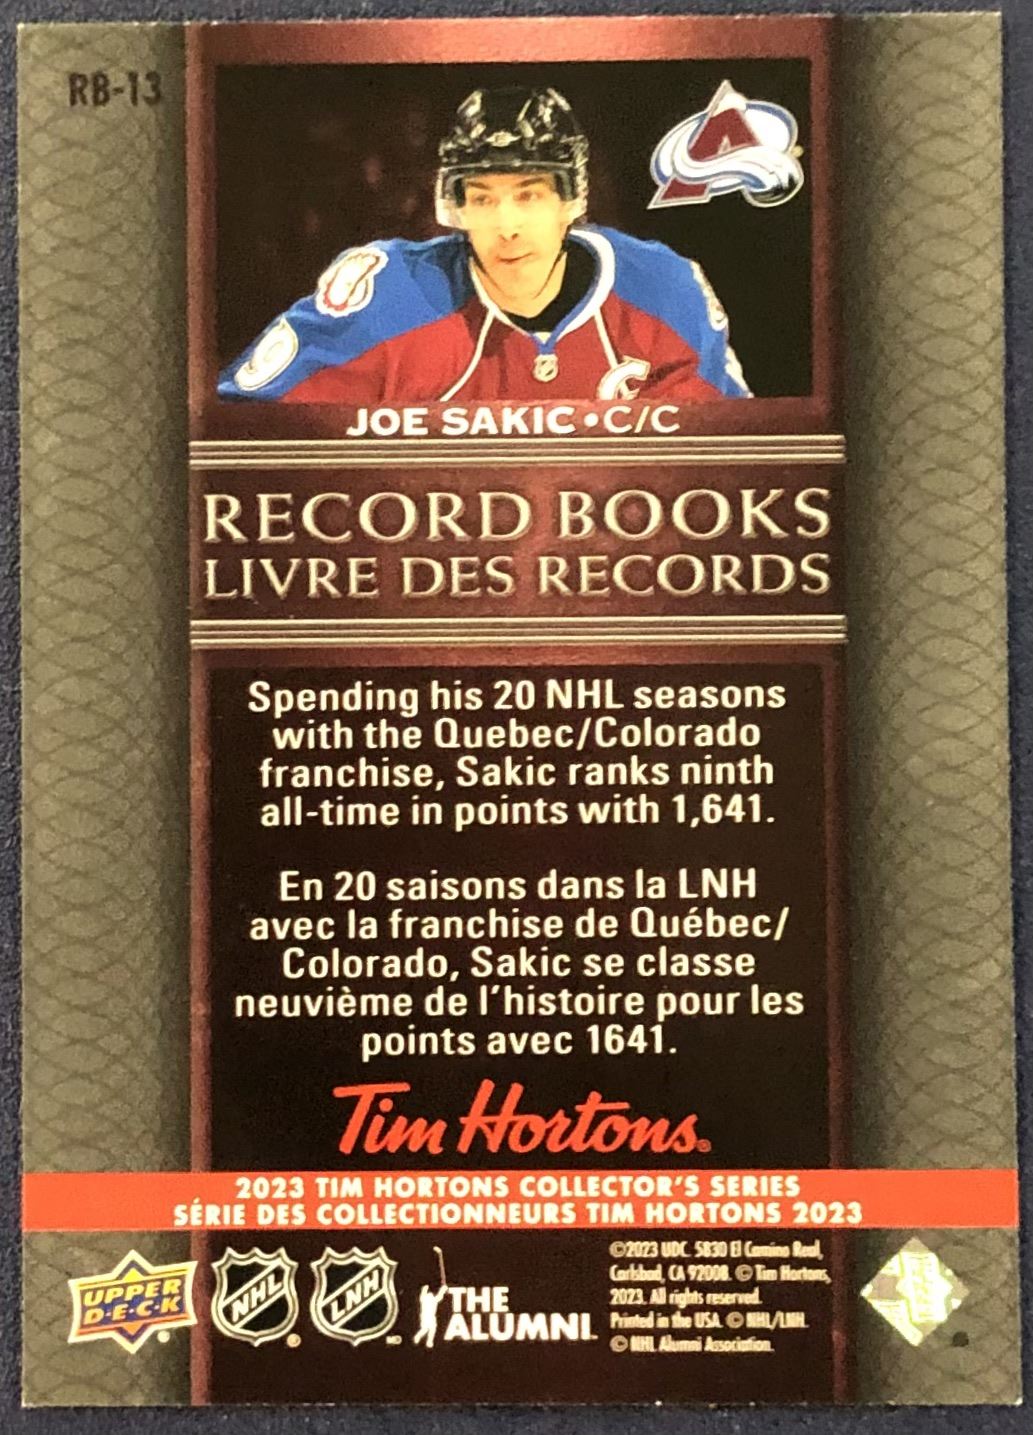 RB-13
JOE SAKIC • C/C
RECORD BOOKS
LIVRE DES RECORDS
Spending his 20 NHL seasons
with the Quebec/Colorado
franchise, Sakic ranks ninth
all-time in points with 1,641.
En 20 saisons dans la LNH
avec la franchise de Québec/
Colorado, Sakic se classe
neuvième de l'histoire pour les
points avec 1641.
Tim Hortons®
2023 TIM HORTONS COLLECTOR'S SERIES
SÉRIE DES COLLECTIONNEURS TIM HORTONS 2023
UPPER
D·E·C·K
NHL
LNH
THE
ALUMNI
©2023 UDC. 5830 El Camino Real,
Carlsbad, CA 92008. © Tim Hortons,
2023. All rights reserved.
Printed in the USA. © NHL/LNH.
© NHL Alumni Association.